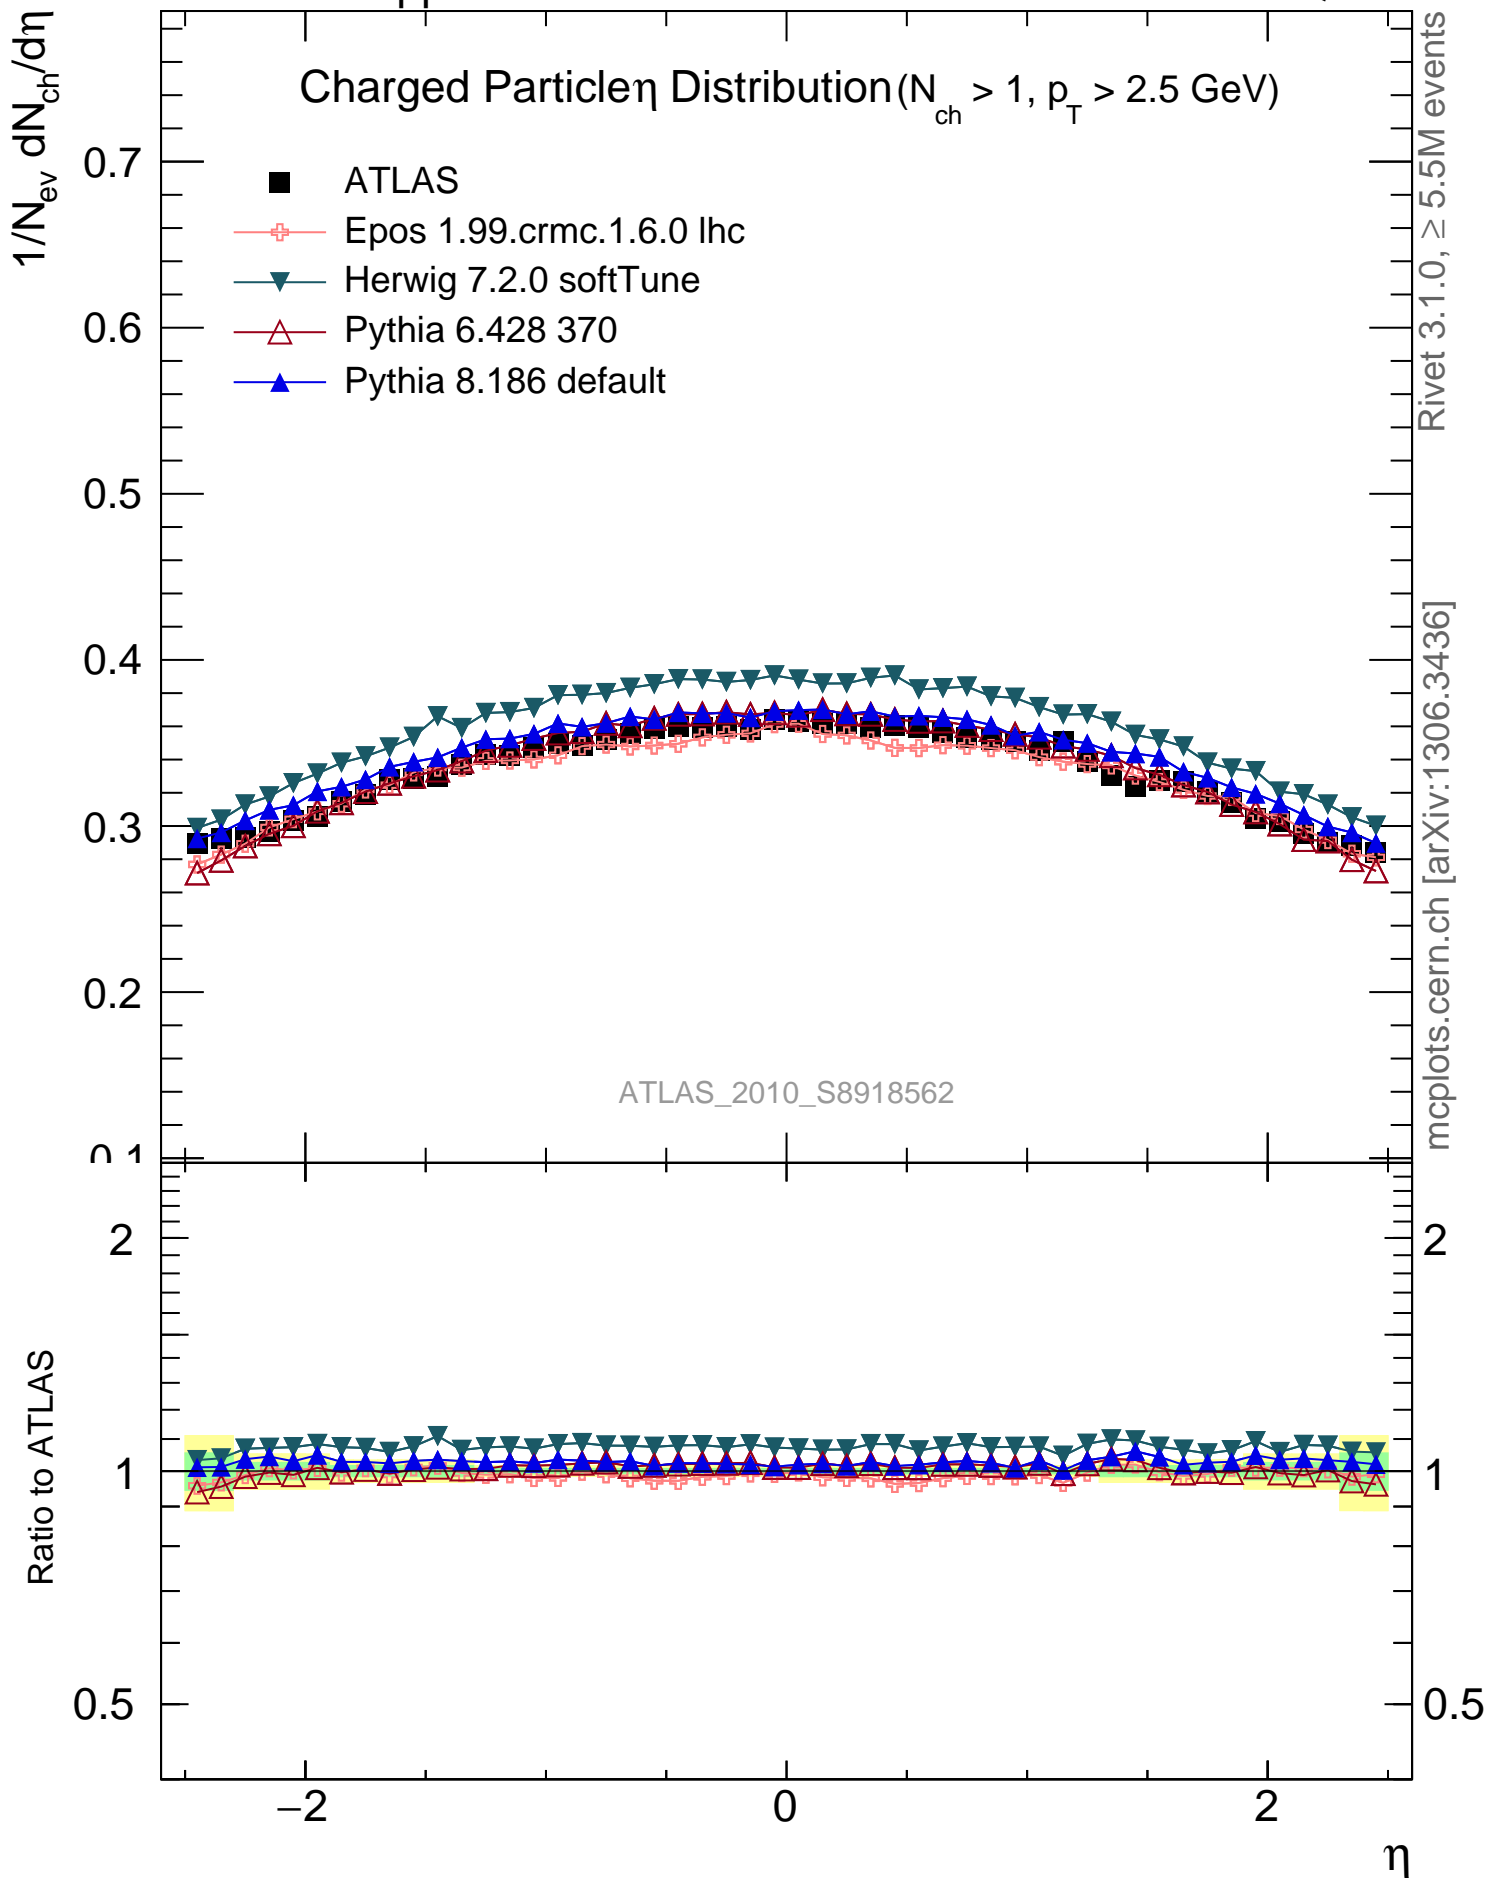 1/N_ev dN_ch/dη
Charged Particle η Distribution (N_ch > 1, p_T > 2.5 GeV)
ATLAS
Epos 1.99.crmc.1.6.0 lhc
Herwig 7.2.0 softTune
Pythia 6.428 370
Pythia 8.186 default
0.7
0.6
0.5
0.4
0.3
0.2
0.1
ATLAS_2010_S8918562
Rivet 3.1.0, ≥ 5.5M events
mcplots.cern.ch [arXiv:1306.3436]
Ratio to ATLAS
2
1
0.5
2
1
0.5
−2
0
2
η